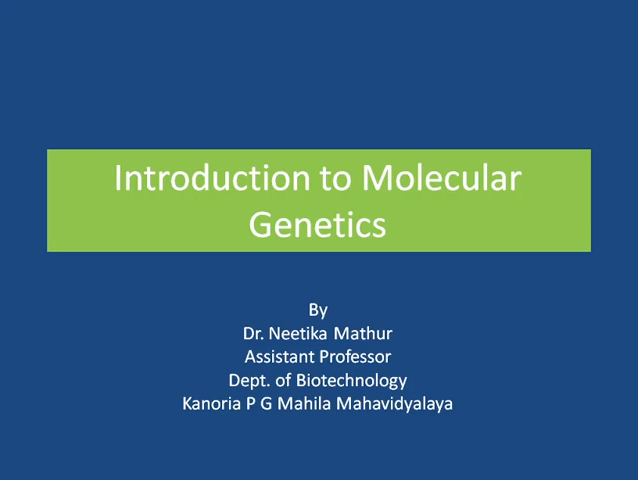 Introduction to Molecular
Genetics
By
Dr. Neetika Mathur
Assistant Professor
Dept. of Biotechnology
Kanoria P G Mahila Mahavidyalaya